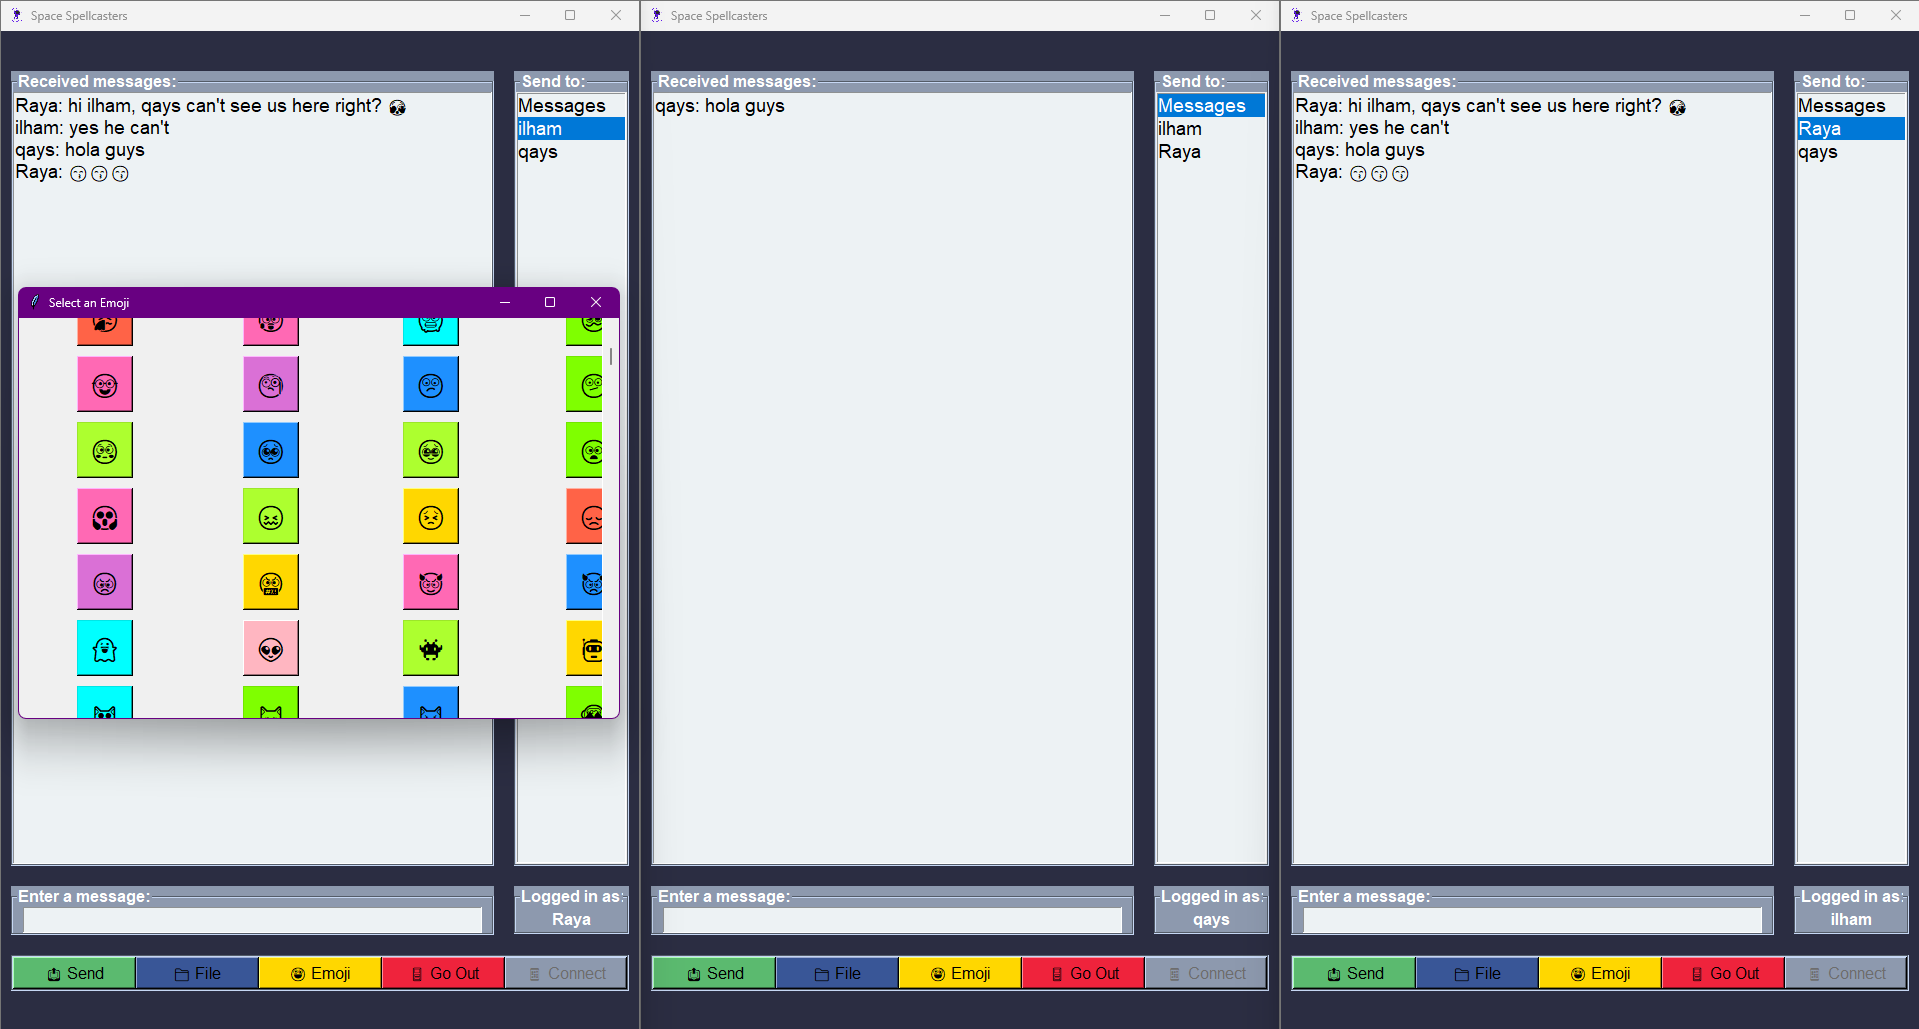 Space Spellcasters
Received messages:
Send to:
Raya: hi ilham, qays can't see us here right? 🥳
ilham: yes he can't
qays: hola guys
Raya: 😙😙😙
Messages
ilham
qays
Select an Emoji
Enter a message:
Logged in as:
Raya
Send
File
Emoji
Go Out
Connect
Space Spellcasters
Received messages:
Send to:
qays: hola guys
Messages
ilham
Raya
Enter a message:
Logged in as:
qays
Send
File
Emoji
Go Out
Connect
Space Spellcasters
Received messages:
Send to:
Raya: hi ilham, qays can't see us here right? 🥳
ilham: yes he can't
qays: hola guys
Raya: 😙😙😙
Messages
Raya
qays
Enter a message:
Logged in as:
ilham
Send
File
Emoji
Go Out
Connect